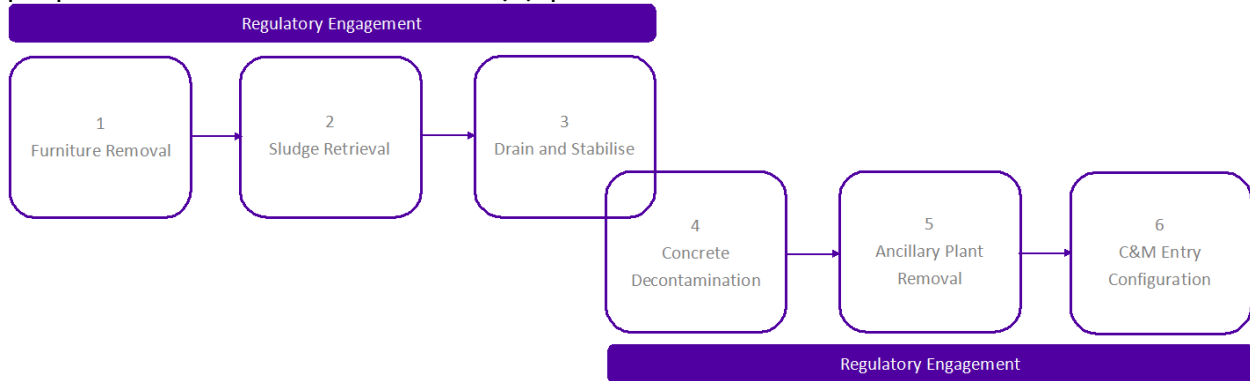 Regulatory Engagement
1
Furniture Removal
2
Sludge Retrieval
3
Drain and Stabilise
4
Concrete
Decontamination
5
Ancillary Plant
Removal
6
C&M Entry
Configuration
Regulatory Engagement